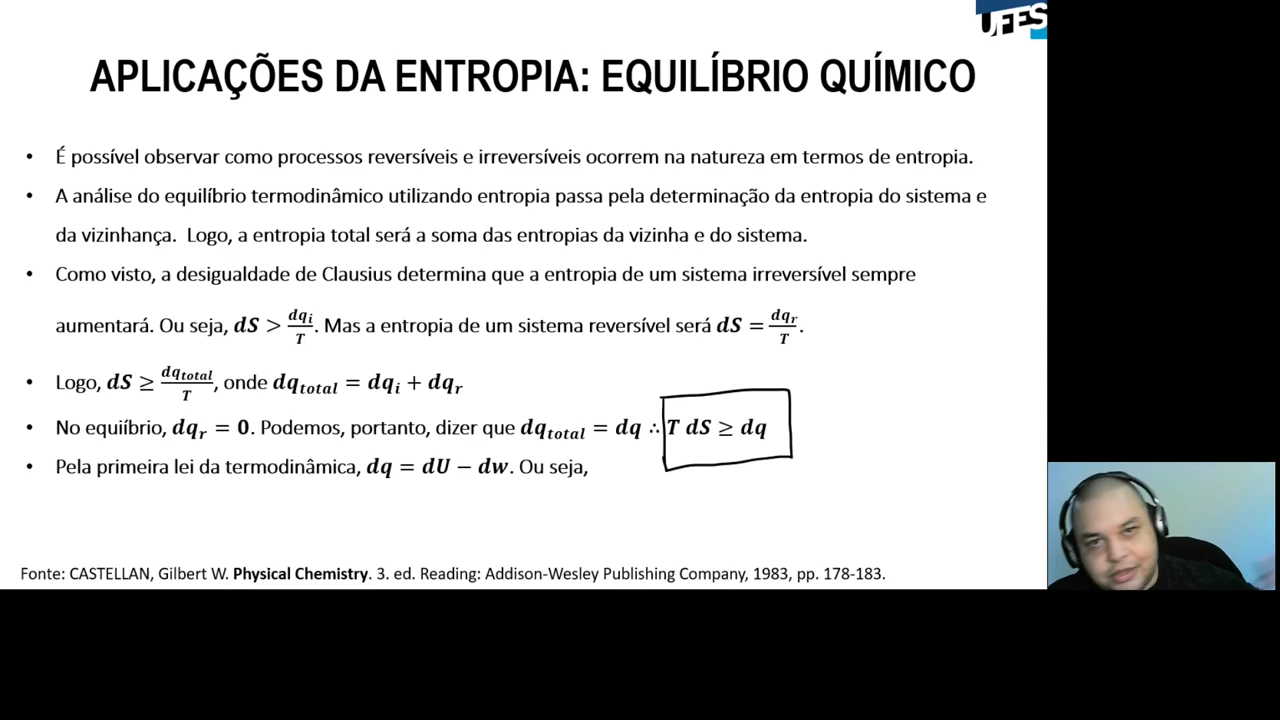 UFES
APLICAÇÕES DA ENTROPIA: EQUILÍBRIO QUÍMICO
• É possível observar como processos reversíveis e irreversíveis ocorrem na natureza em termos de entropia.
• A análise do equilíbrio termodinâmico utilizando entropia passa pela determinação da entropia do sistema e
da vizinhança. Logo, a entropia total será a soma das entropias da vizinha e do sistema.
• Como visto, a desigualdade de Clausius determina que a entropia de um sistema irreversível sempre
aumentará. Ou seja, dS > dq_i/T. Mas a entropia de um sistema reversível será dS = dq_r/T.
• Logo, dS ≥ dq_total/T, onde dq_total = dq_i + dq_r
• No equiíbrio, dq_r = 0. Podemos, portanto, dizer que dq_total = dq ∴ T dS ≥ dq
• Pela primeira lei da termodinâmica, dq = dU − dw. Ou seja,
Fonte: CASTELLAN, Gilbert W. Physical Chemistry. 3. ed. Reading: Addison-Wesley Publishing Company, 1983, pp. 178-183.